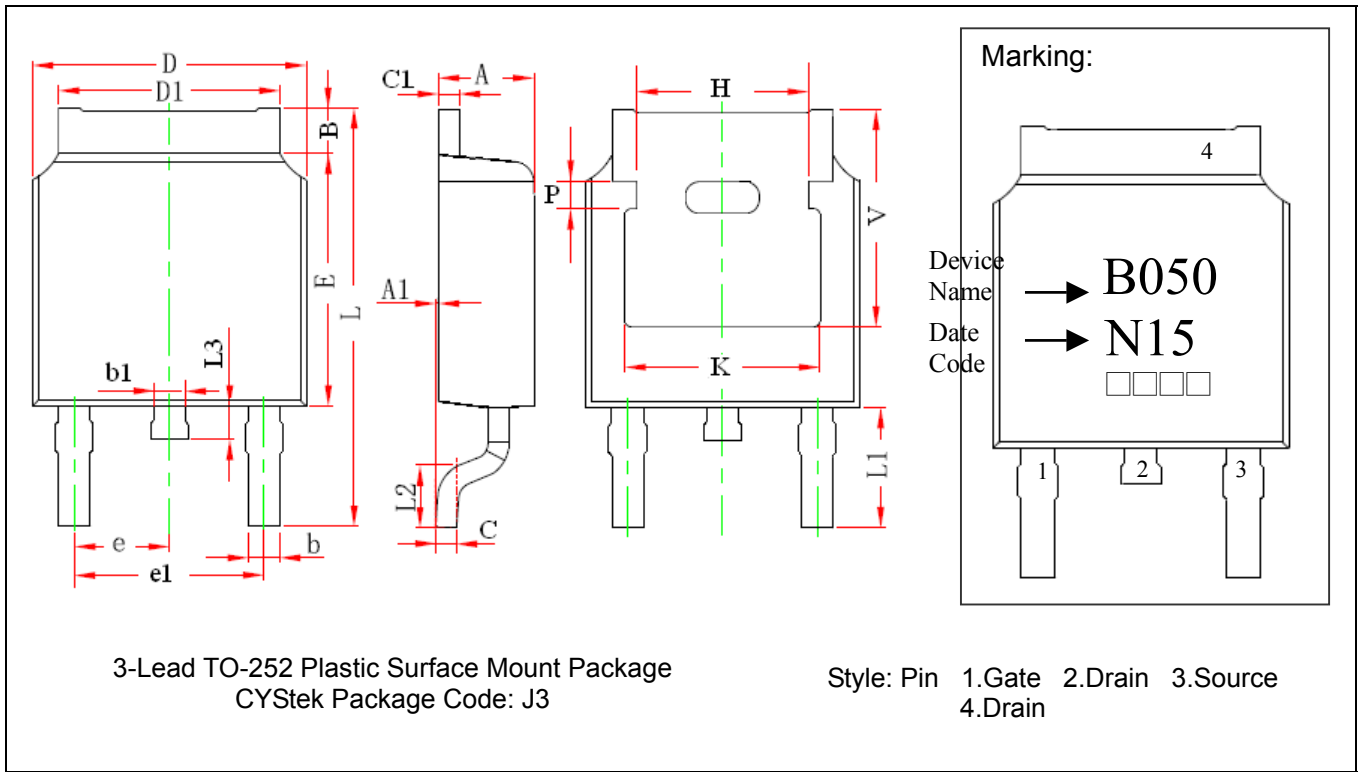 D
D1
B
E
L
L3
b1
e
e1
b
C1
A
A1
L2
C
H
P
V
K
L1
Marking:
4
Device
Name
B050
Date
Code
N15
□□□□
1
2
3
3-Lead TO-252 Plastic Surface Mount Package
CYStek Package Code: J3
Style: Pin 1.Gate 2.Drain 3.Source
4.Drain